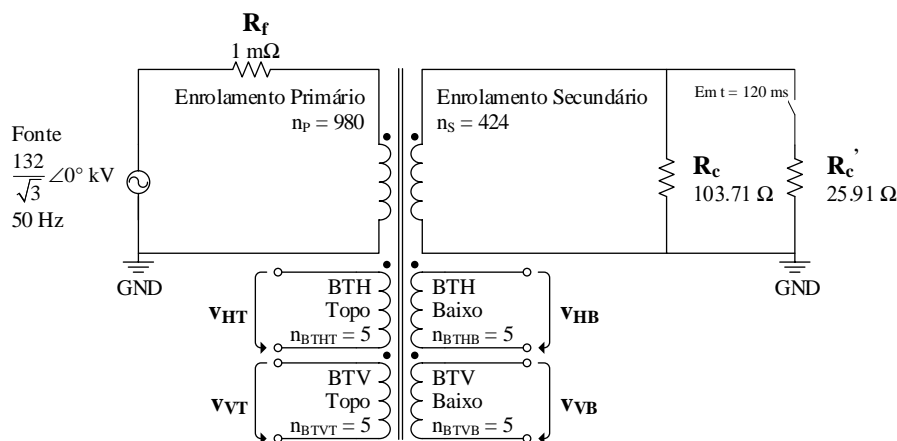 R_f
1 mΩ
Enrolamento Primário
n_P = 980
Enrolamento Secundário
n_S = 424
Em t = 120 ms
Fonte
132
√3
∠0° kV
50 Hz
R_c
103.71 Ω
R_c'
25.91 Ω
GND
GND
v_HT
BTH
Topo
n_BTHT = 5
BTH
Baixo
n_BTHB = 5
v_HB
v_VT
BTV
Topo
n_BTVT = 5
BTV
Baixo
n_BTVB = 5
v_VB